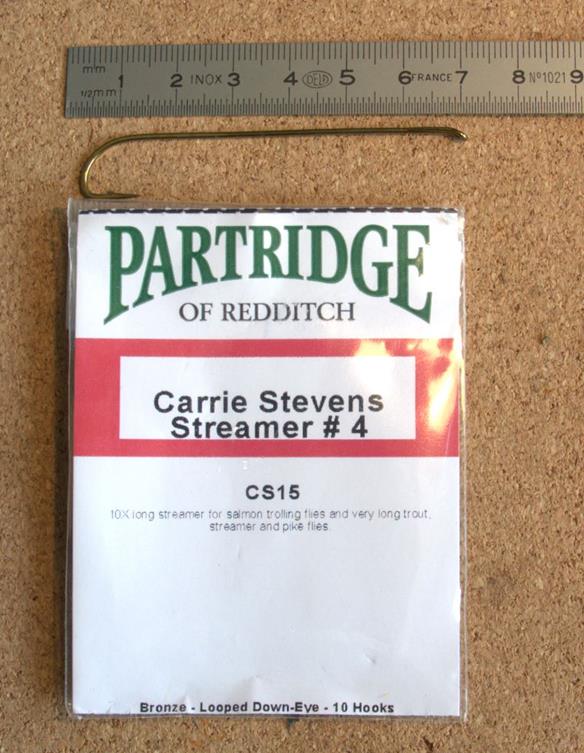 m/m 1 2 INOX 3 4 DELA 5 6 FRANCE 7 8 Nº1021 9
1/2 m m
PARTRIDGE
OF REDDITCH
Carrie Stevens
Streamer # 4
CS15
10X long streamer for salmon trolling flies and very long trout,
streamer and pike flies.
Bronze - Looped Down-Eye - 10 Hooks